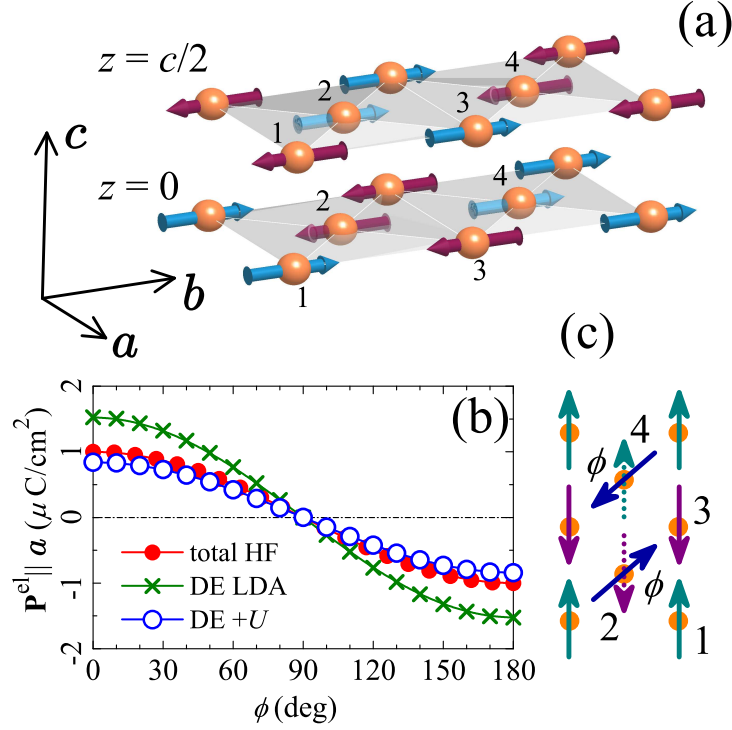 (a)
z = c/2
4
2
3
1
c
z = 0
4
2
3
1
b
a
(c)
(b)
P^el || a (μ C/cm²)
2
1
0
-1
-2
total HF
DE LDA
DE +U
0 30 60 90 120 150 180
ϕ (deg)
4
ϕ
3
ϕ
2
1